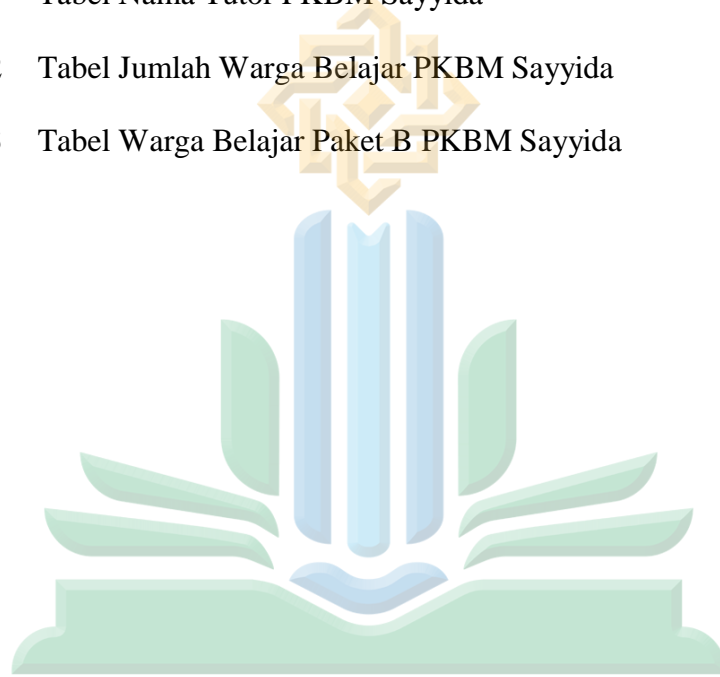 Tabel Nama Tutor PKBM Sayyida
Tabel Jumlah Warga Belajar PKBM Sayyida
Tabel Warga Belajar Paket B PKBM Sayyida